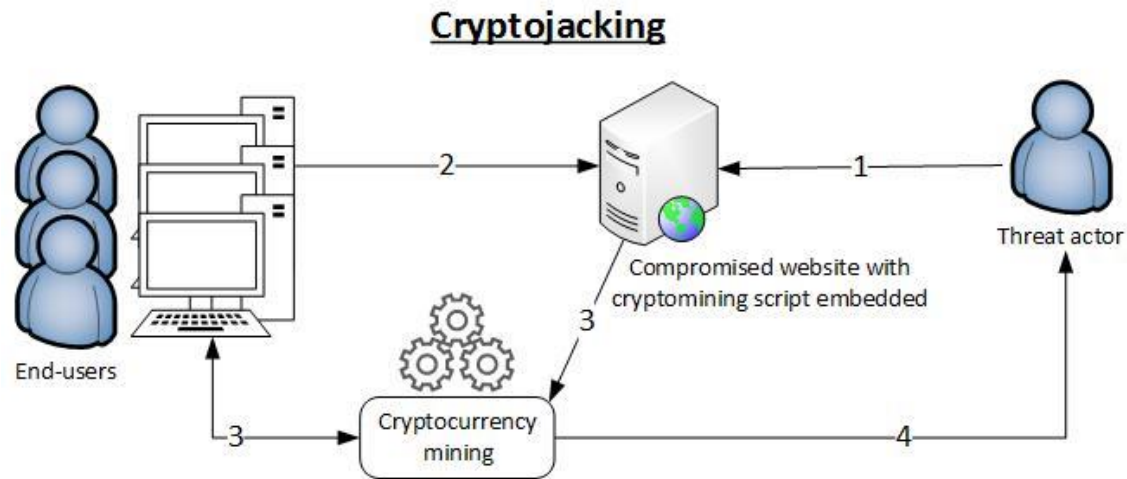 Cryptojacking
2
1
Threat actor
Compromised website with
cryptomining script embedded
3
End-users
3
Cryptocurrency
mining
4